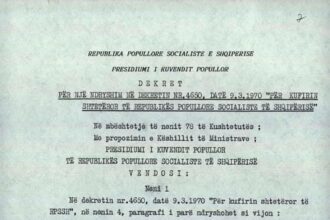 2
REPUBLIKA POPULLORE SOCIALISTE E SHQIPERISE
PRESIDIUMI I KUVENDIT POPULLOR
DEKRET
PËR NJË NDRYSHIM NË DEKRETIN NR.4650, DATË 9.3.1970 "PËR KUFIRIN
SHTETËROR TË REPUBLIKËS POPULLORE SOCIALISTE TË SHQIPËRISË"
Në mbështetje të nenit 78 të Kushtetutës ;
Me propozimin e Këshillit të Ministrave ;
PRESIDIUMI I KUVENDIT POPULLOR
TË REPUBLIKËS POPULLORE SOCIALISTE TË SHQIPËRISË
VENDOSI :
Neni 1
Në dekretin nr.4650, datë 9.3.1970 "Për kufirin shtetëror të
RPSSH", në nenin 4, paragrafi i parë ndryshohet si vijon :